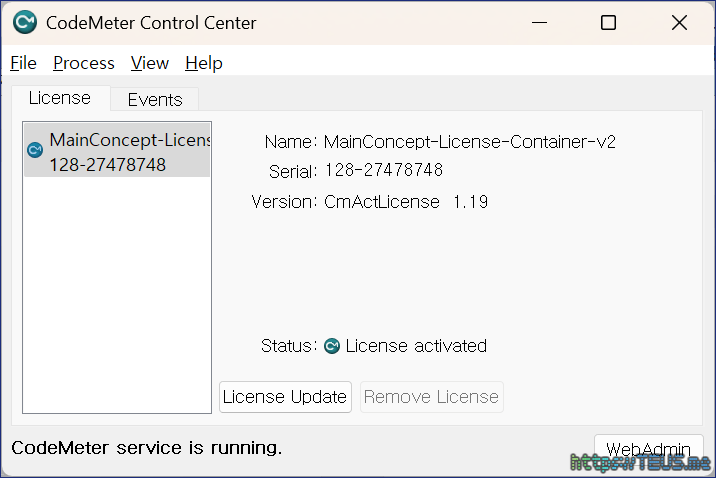 CodeMeter Control Center
File Process View Help
License Events
MainConcept-Licens
128-27478748
Name: MainConcept-License-Container-v2
Serial: 128-27478748
Version: CmActLicense 1.19
Status: License activated
License Update Remove License
CodeMeter service is running.
WebAdmin
https://TBUS.me